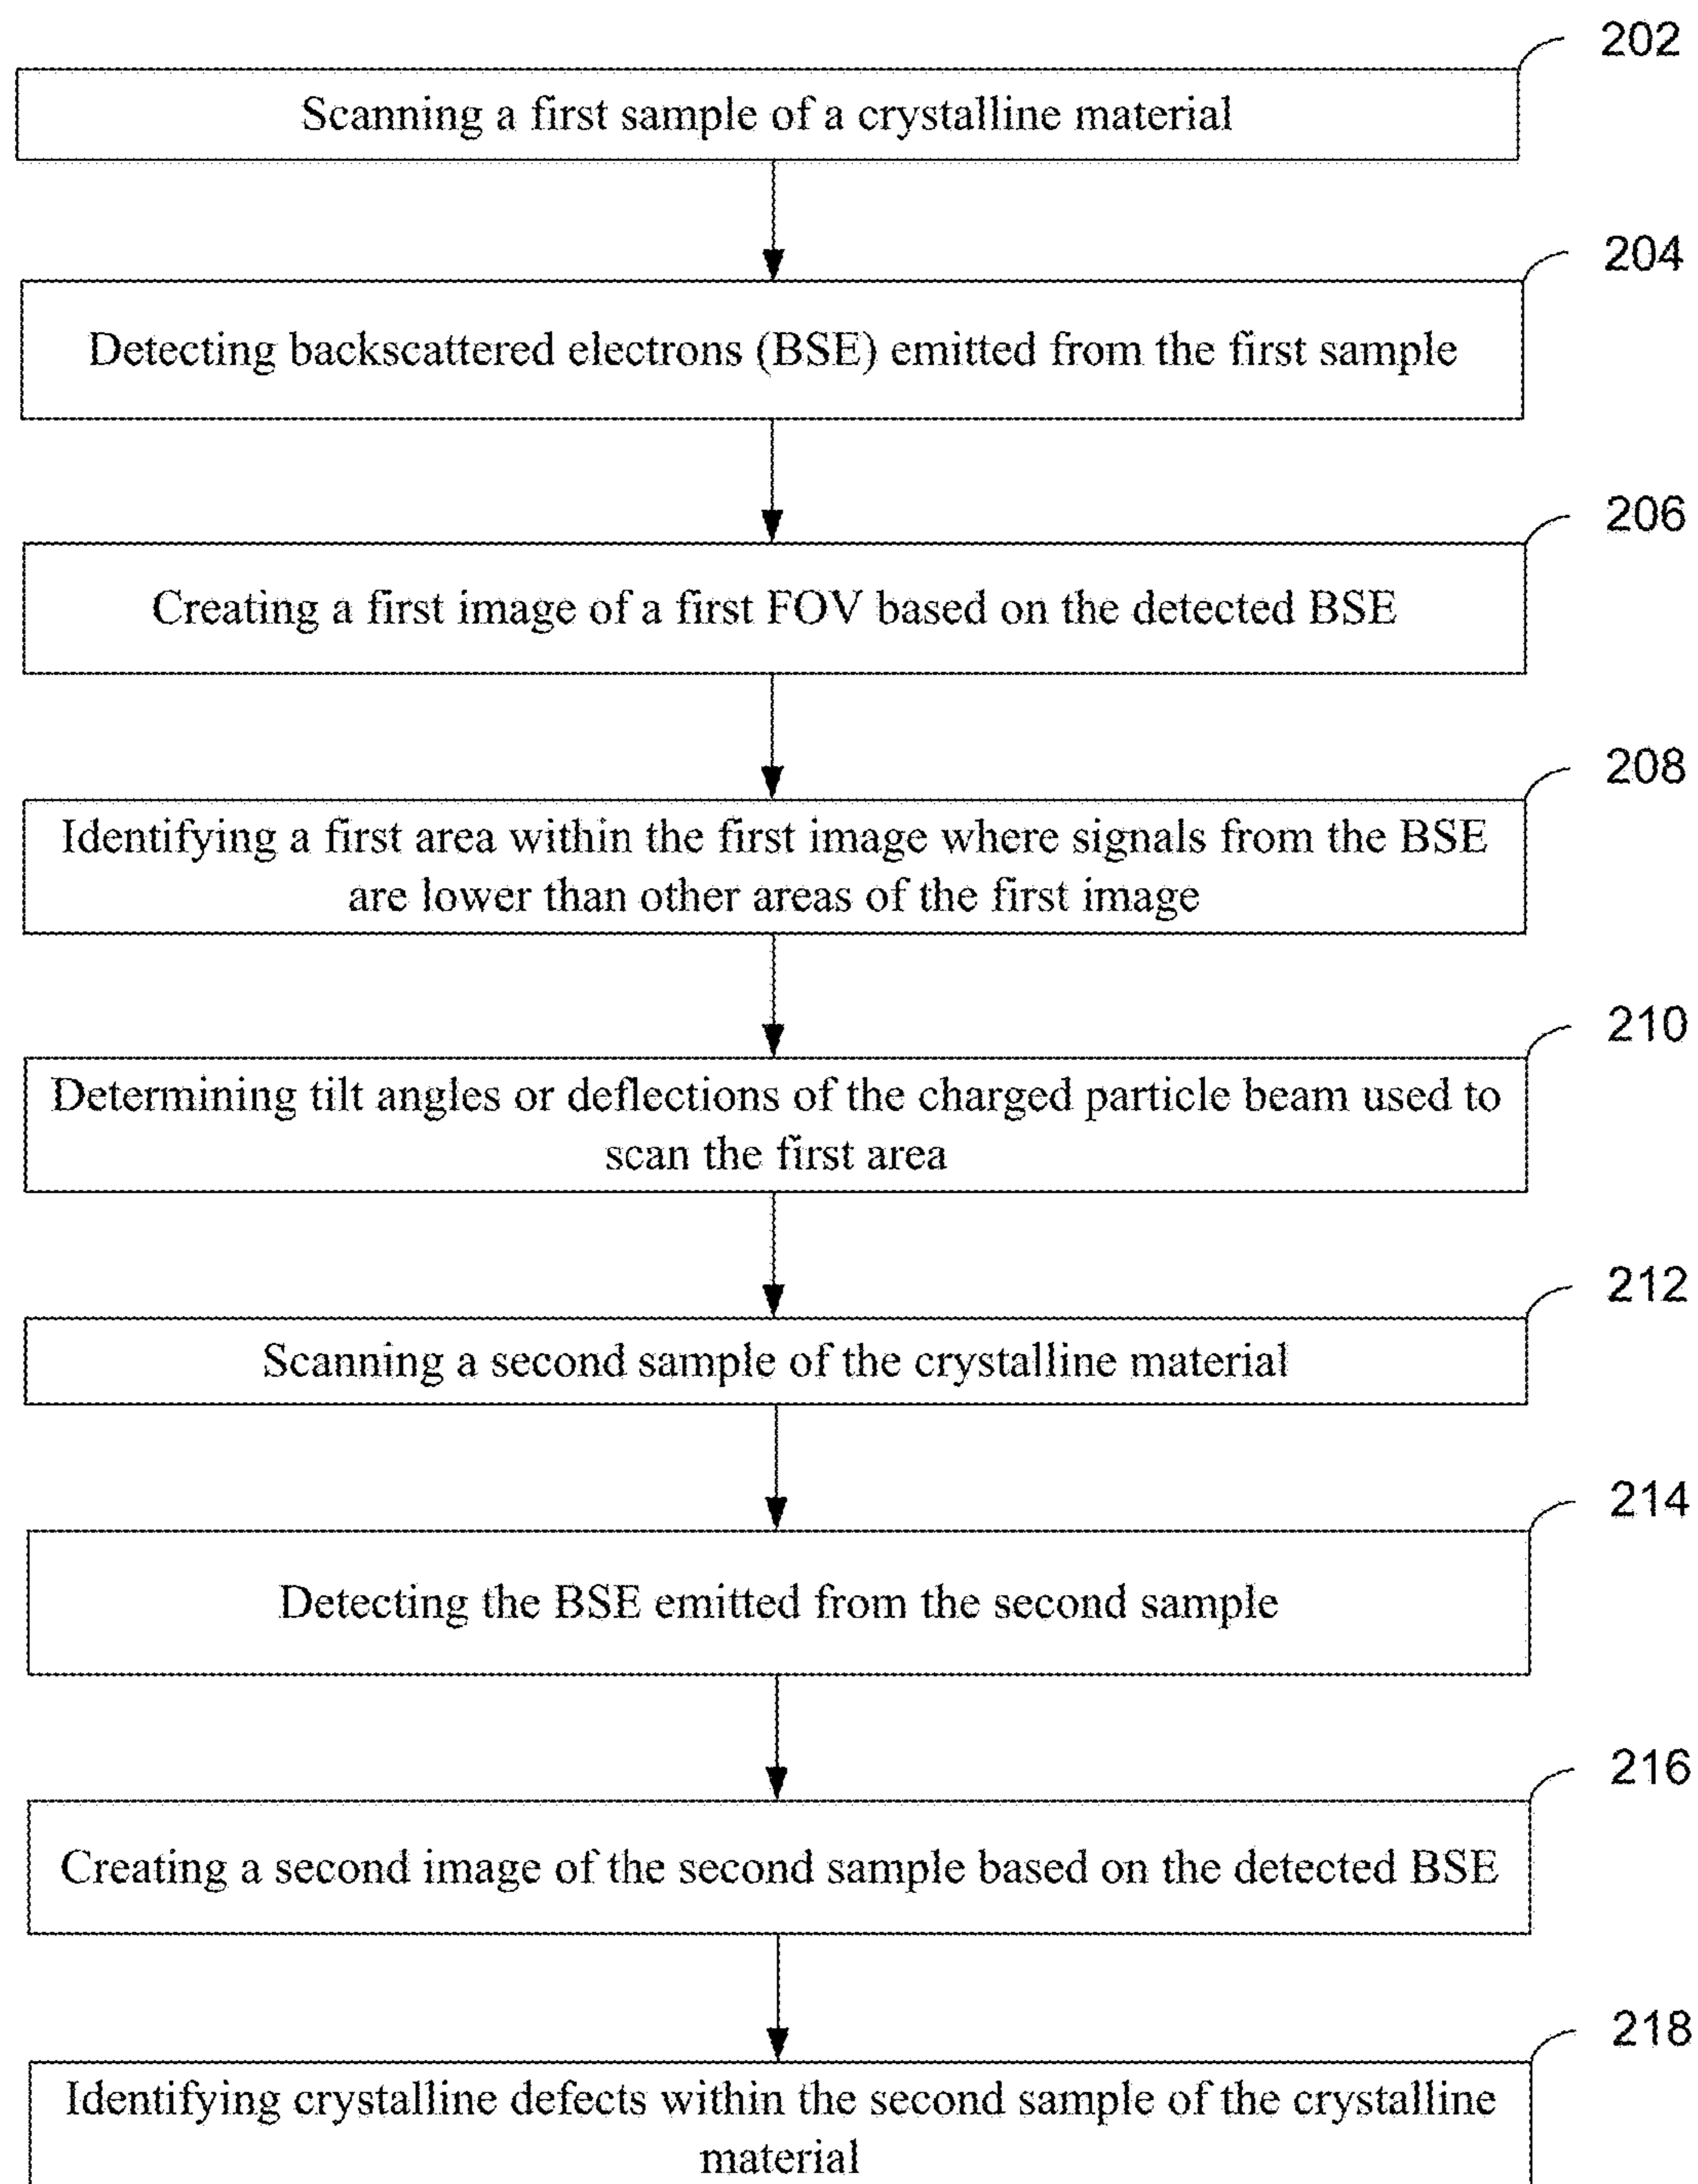 202
Scanning a first sample of a crystalline material
204
Detecting backscattered electrons (BSE) emitted from the first sample
206
Creating a first image of a first FOV based on the detected BSE
208
Identifying a first area within the first image where signals from the BSE
are lower than other areas of the first image
210
Determining tilt angles or deflections of the charged particle beam used to
scan the first area
212
Scanning a second sample of the crystalline material
214
Detecting the BSE emitted from the second sample
216
Creating a second image of the second sample based on the detected BSE
218
Identifying crystalline defects within the second sample of the crystalline
material